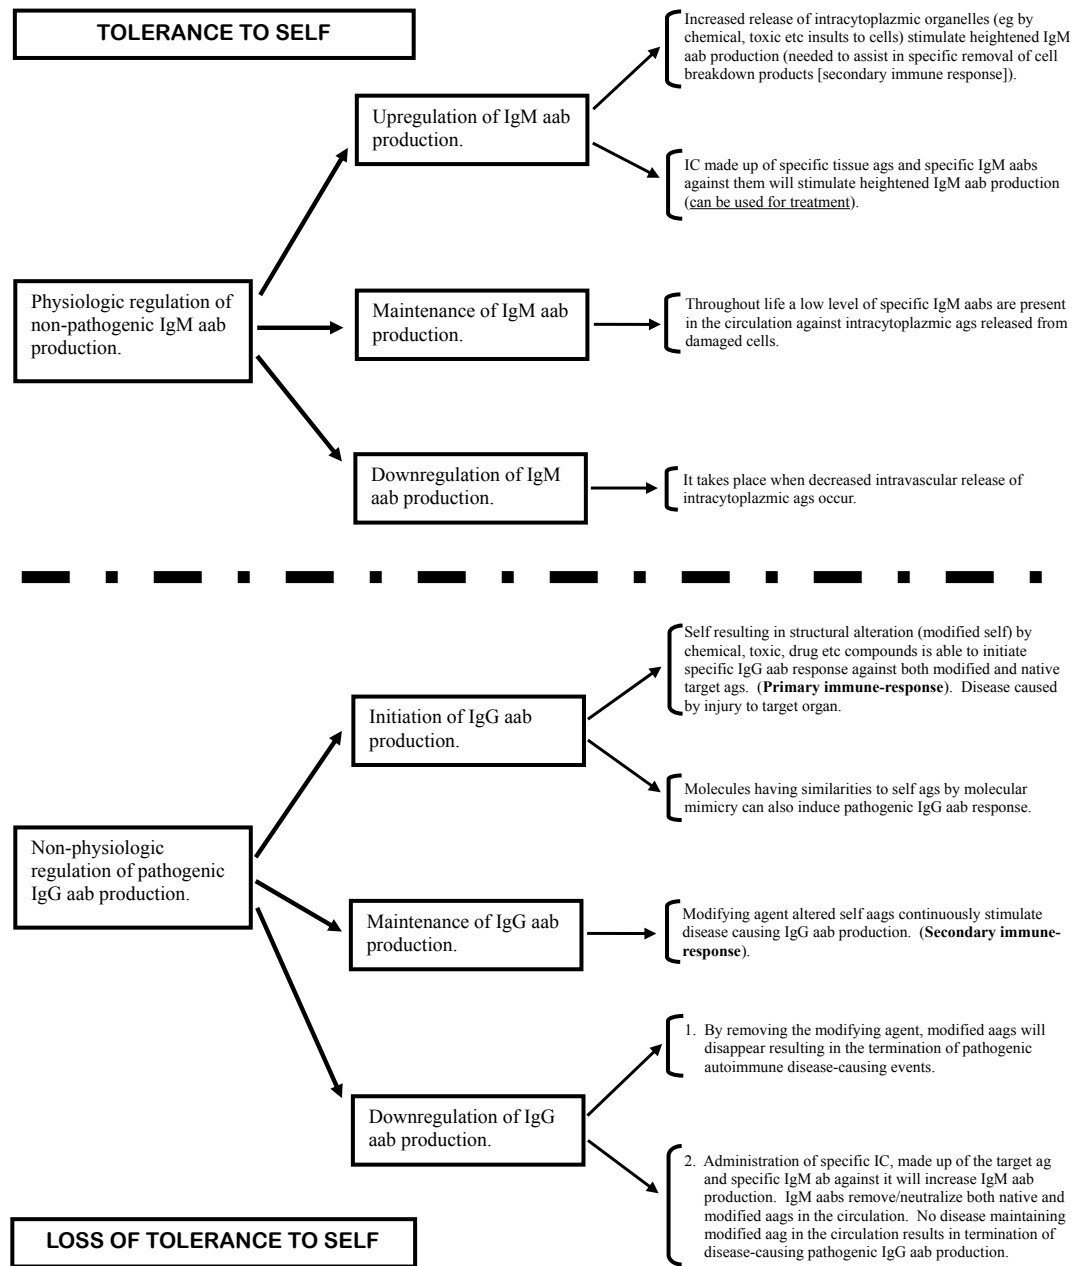 TOLERANCE TO SELF
Increased release of intracytoplazmic organelles (eg by
chemical, toxic etc insults to cells) stimulate heightened IgM
aab production (needed to assist in specific removal of cell
breakdown products [secondary immune response]).
Upregulation of IgM aab
production.
IC made up of specific tissue ags and specific IgM aabs
against them will stimulate heightened IgM aab production
(can be used for treatment).
Physiologic regulation of
non-pathogenic IgM aab
production.
Maintenance of IgM aab
production.
Throughout life a low level of specific IgM aabs are present
in the circulation against intracytoplazmic ags released from
damaged cells.
Downregulation of IgM
aab production.
It takes place when decreased intravascular release of
intracytoplazmic ags occur.
Self resulting in structural alteration (modified self) by
chemical, toxic, drug etc compounds is able to initiate
specific IgG aab response against both modified and native
target ags.  (Primary immune-response).  Disease caused
by injury to target organ.
Initiation of IgG aab
production.
Molecules having similarities to self ags by molecular
mimicry can also induce pathogenic IgG aab response.
Non-physiologic
regulation of pathogenic
IgG aab production.
Maintenance of IgG aab
production.
Modifying agent altered self aags continuously stimulate
disease causing IgG aab production.  (Secondary immune-
response).
1.  By removing the modifying agent, modified aags will
disappear resulting in the termination of pathogenic
autoimmune disease-causing events.
Downregulation of IgG
aab production.
2.  Administration of specific IC, made up of the target ag
and specific IgM ab against it will increase IgM aab
production.  IgM aabs remove/neutralize both native and
modified aags in the circulation.  No disease maintaining
modified aag in the circulation results in termination of
disease-causing pathogenic IgG aab production.
LOSS OF TOLERANCE TO SELF